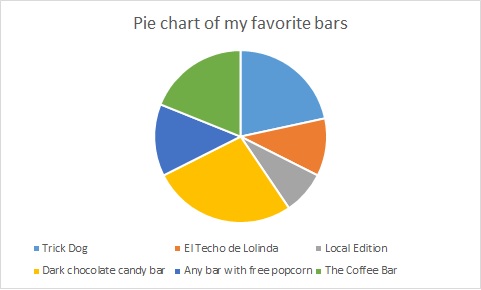 Pie chart of my favorite bars
Trick Dog El Techo de Lolinda Local Edition
Dark chocolate candy bar Any bar with free popcorn The Coffee Bar